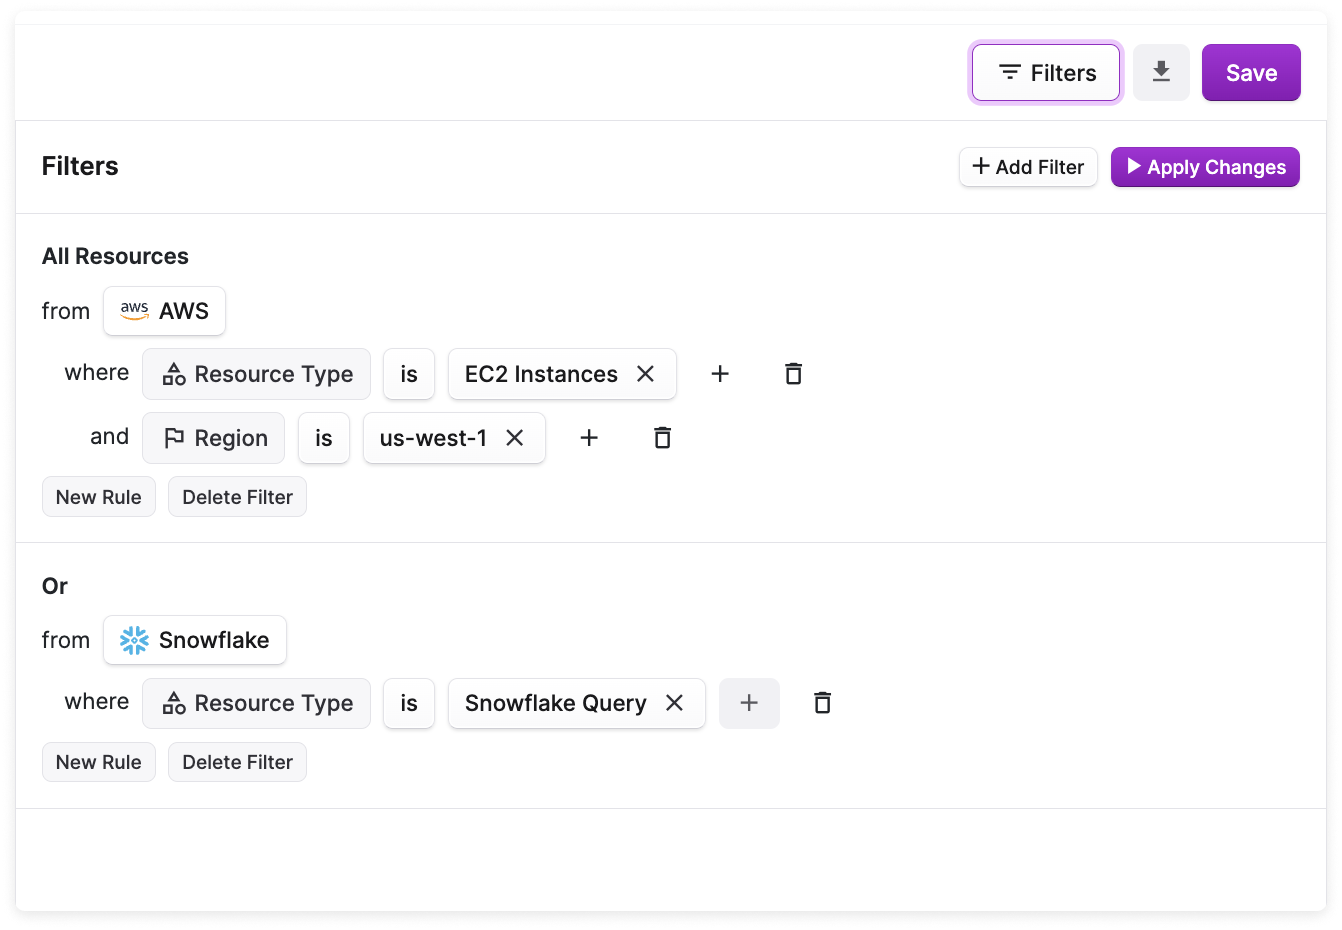 Filters Save
Filters Add Filter Apply Changes
All Resources
from aws AWS
where Resource Type is EC2 Instances
and Region is us-west-1
New Rule Delete Filter
Or
from Snowflake
where Resource Type is Snowflake Query
New Rule Delete Filter